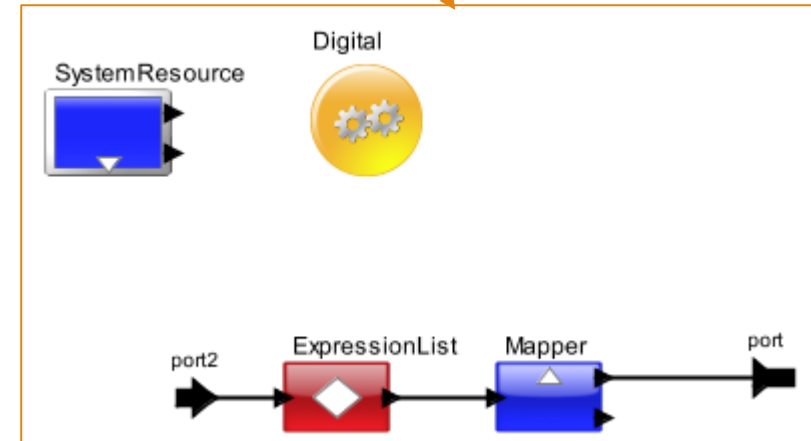 Digital
SystemResource
ExpressionList
Mapper
port
port2